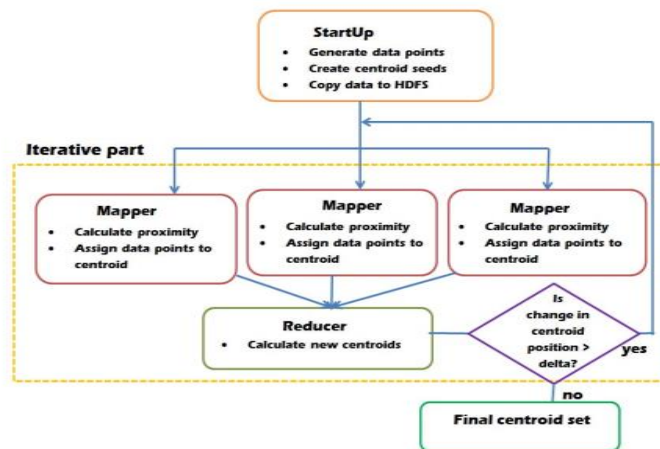 StartUp
• Generate data points
• Create centroid seeds
• Copy data to HDFS
Iterative part
Mapper
• Calculate proximity
• Assign data points to
centroid
Mapper
• Calculate proximity
• Assign data points to
centroid
Mapper
• Calculate proximity
• Assign data points to
centroid
Reducer
• Calculate new centroids
Is
change in
centroid
position >
delta?
yes
no
Final centroid set